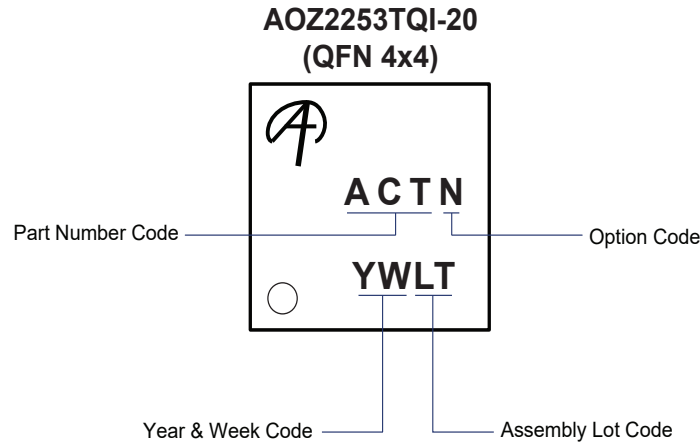 AOZ2253TQI-20
(QFN 4x4)
ACTN
Part Number Code
Option Code
YWLT
Year & Week Code
Assembly Lot Code